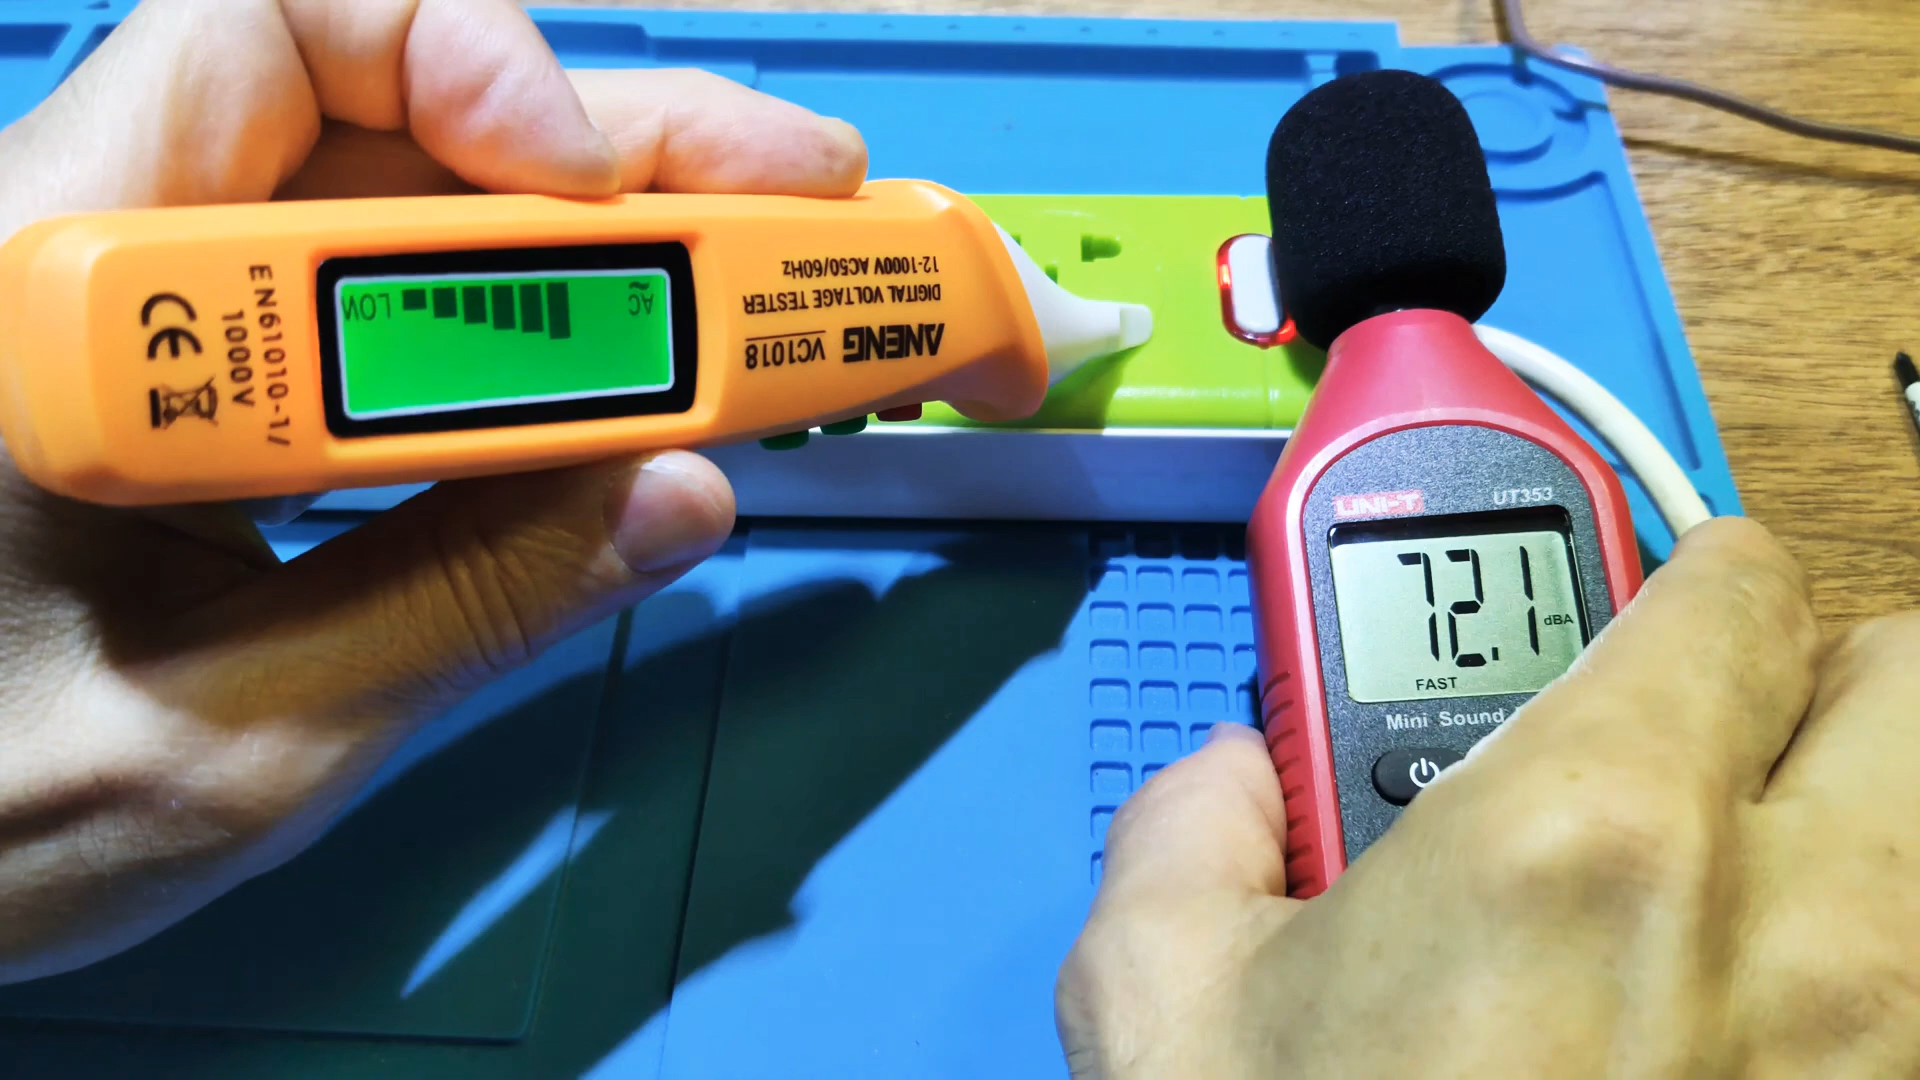 12-1000V AC50/60Hz
DIGITAL VOLTAGE TESTER
ANENG VC1018
AC
LOW
EN61010-1/
1000V
CE
UNI-T UT353
72.1
dBA
FAST
Mini Sound